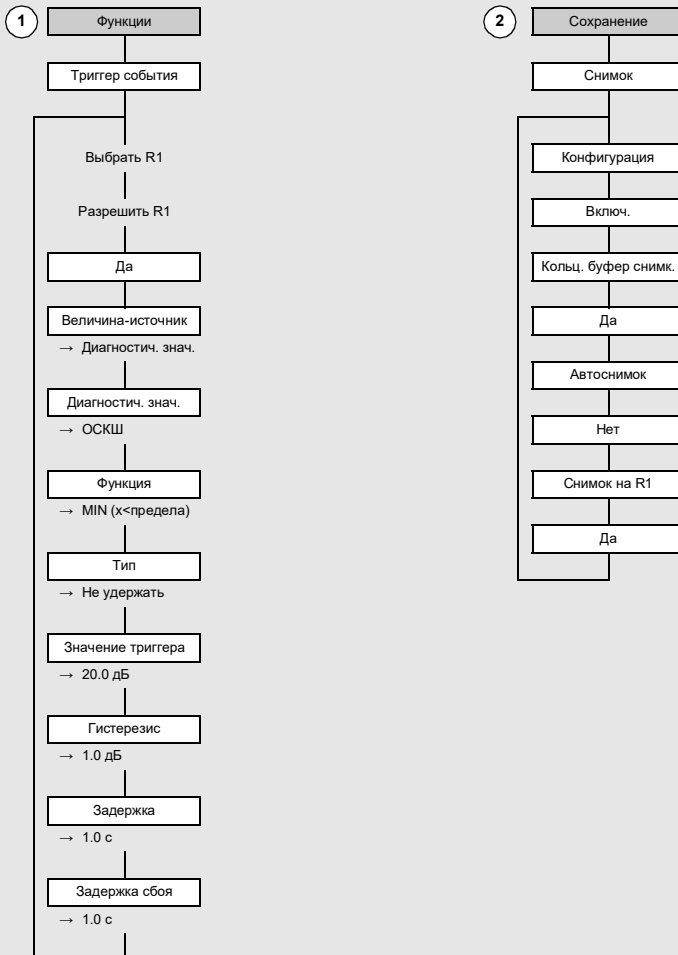 1
Функции
Триггер события
Выбрать R1
Разрешить R1
Да
Величина-источник
→ Диагностич. знач.
Диагностич. знач.
→ ОСКШ
Функция
→ MIN (x<предела)
Тип
→ Не удержать
Значение триггера
→ 20.0 дБ
Гистерезис
→ 1.0 дБ
Задержка
→ 1.0 с
Задержка сбоя
→ 1.0 с
2
Сохранение
Снимок
Конфигурация
Включ.
Кольц. буфер снимк.
Да
Автоснимок
Нет
Снимок на R1
Да